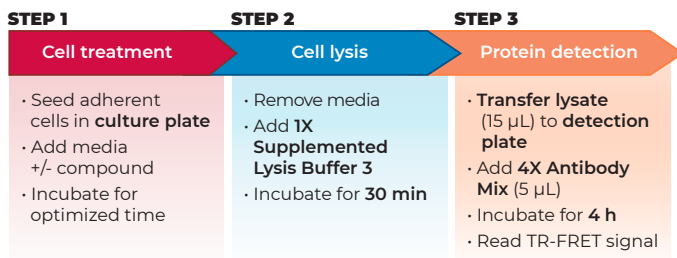 STEP 1
Cell treatment
· Seed adherent
cells in culture plate
· Add media
+/- compound
· Incubate for
optimized time
STEP 2
Cell lysis
· Remove media
· Add 1X
Supplemented
Lysis Buffer 3
· Incubate for 30 min
STEP 3
Protein detection
· Transfer lysate
(15 µL) to detection
plate
· Add 4X Antibody
Mix (5 µL)
· Incubate for 4 h
· Read TR-FRET signal